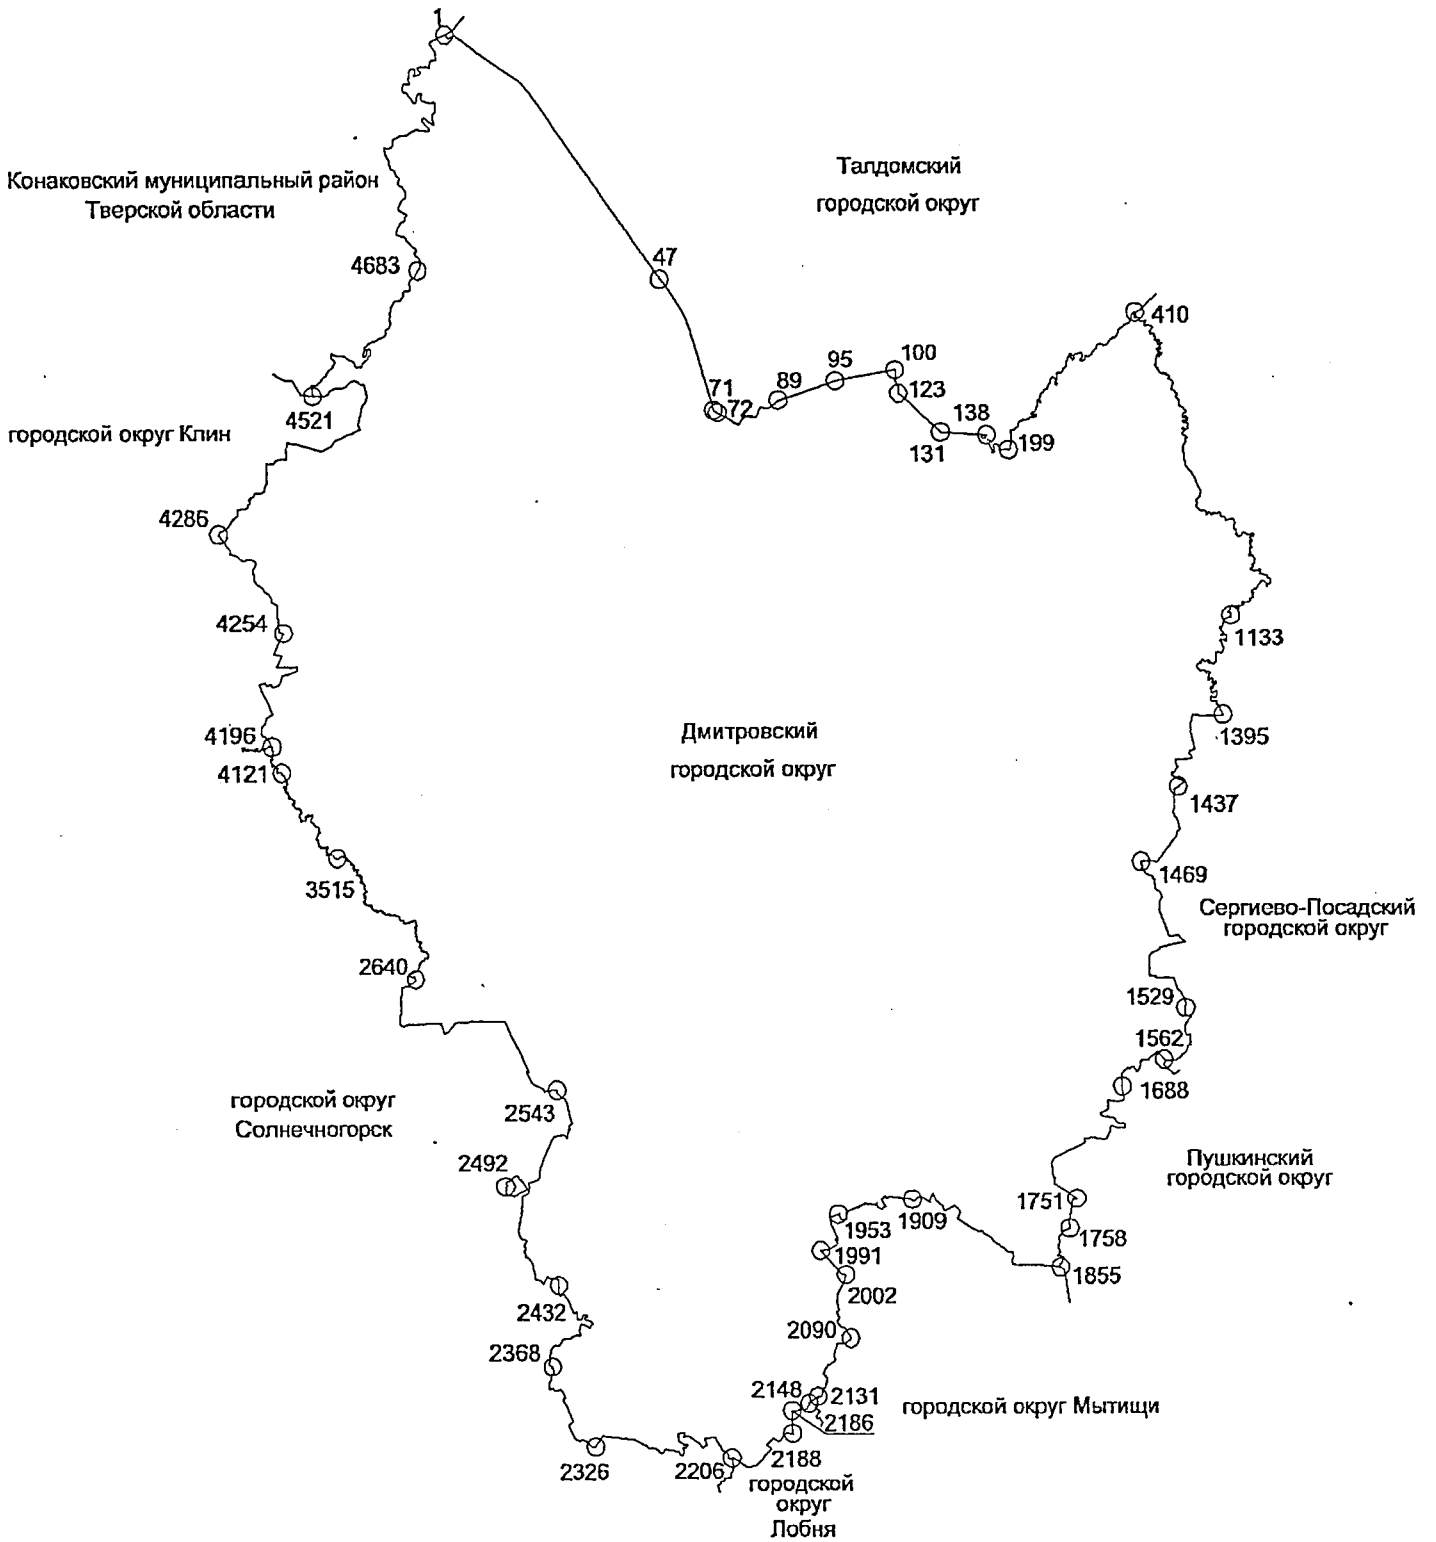 1
Талдомский
городской округ
Конаковский муниципальный район
Тверской области
47
4683
410
100
95
89
71
72
123
138
131
199
4521
городской округ Клин
4286
4254
1133
4196
4121
Дмитровский
городской округ
1395
1437
3515
1469
Сергиево-Посадский
городской округ
2640
1529
1562
1688
городской округ
Солнечногорск
2543
2492
Пушкинский
городской округ
1751
1758
1855
1909
1953
1991
2002
2432
2090
2368
2148
2131
2186
городской округ Мытищи
2188
2326
2206
городской
округ
Лобня